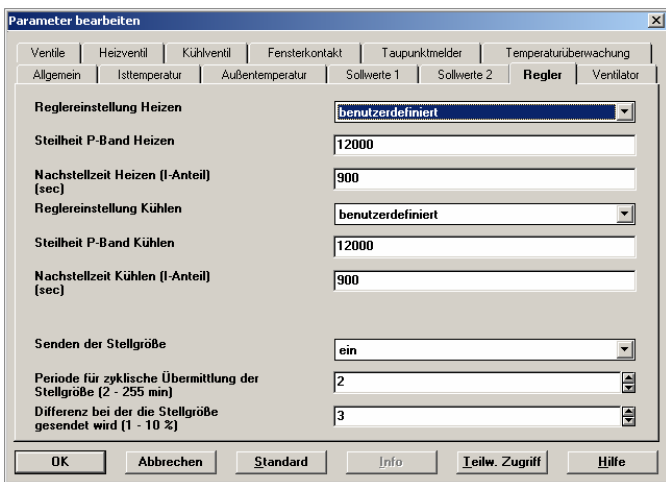 Parameter bearbeiten
Ventile Heizventil Kühlventil Fensterkontakt Taupunktmelder Temperaturüberwachung
Allgemein Isttemperatur Außentemperatur Sollwerte 1 Sollwerte 2 Regler Ventilator
Reglereinstellung Heizen benutzerdefiniert
Steilheit P-Band Heizen 12000
Nachstellzeit Heizen (I-Anteil) 900
(sec)
Reglereinstellung Kühlen benutzerdefiniert
Steilheit P-Band Kühlen 12000
Nachstellzeit Kühlen (I-Anteil) 900
(sec)
Senden der Stellgröße ein
Periode für zyklische Übermittlung der 2
Stellgröße (2 - 255 min)
Differenz bei der die Stellgröße 3
gesendet wird (1 - 10 %)
OK Abbrechen Standard Info Teilw. Zugriff Hilfe